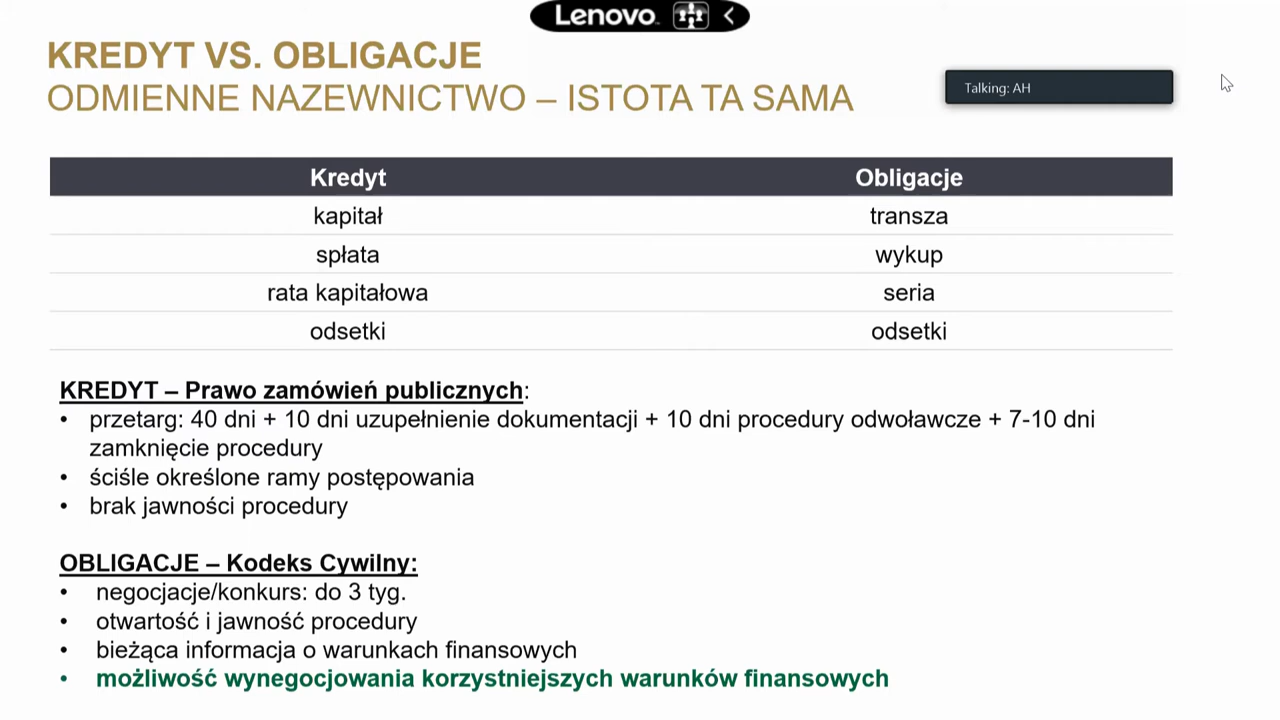 Lenovo
KREDYT VS. OBLIGACJE
ODMIENNE NAZEWNICTWO – ISTOTA TA SAMA
Talking: AH
Kredyt Obligacje
kapitał transza
spłata wykup
rata kapitałowa seria
odsetki odsetki
KREDYT – Prawo zamówień publicznych:
• przetarg: 40 dni + 10 dni uzupełnienie dokumentacji + 10 dni procedury odwoławcze + 7-10 dni
zamknięcie procedury
• ściśle określone ramy postępowania
• brak jawności procedury
OBLIGACJE – Kodeks Cywilny:
• negocjacje/konkurs: do 3 tyg.
• otwartość i jawność procedury
• bieżąca informacja o warunkach finansowych
• możliwość wynegocjowania korzystniejszych warunków finansowych